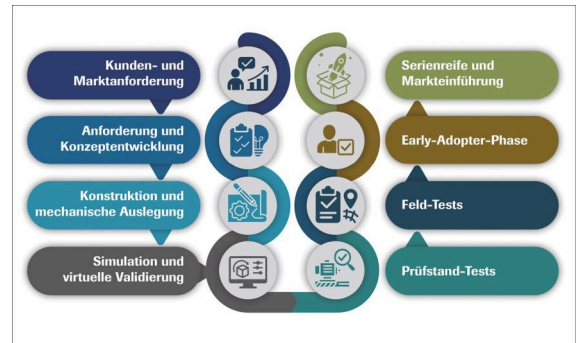 Kunden- und
Marktanforderung
Anforderung und
Konzeptentwicklung
Konstruktion und
mechanische Auslegung
Simulation und
virtuelle Validierung
Serienreife und
Markteinführung
Early-Adopter-Phase
Feld-Tests
Prüfstand-Tests